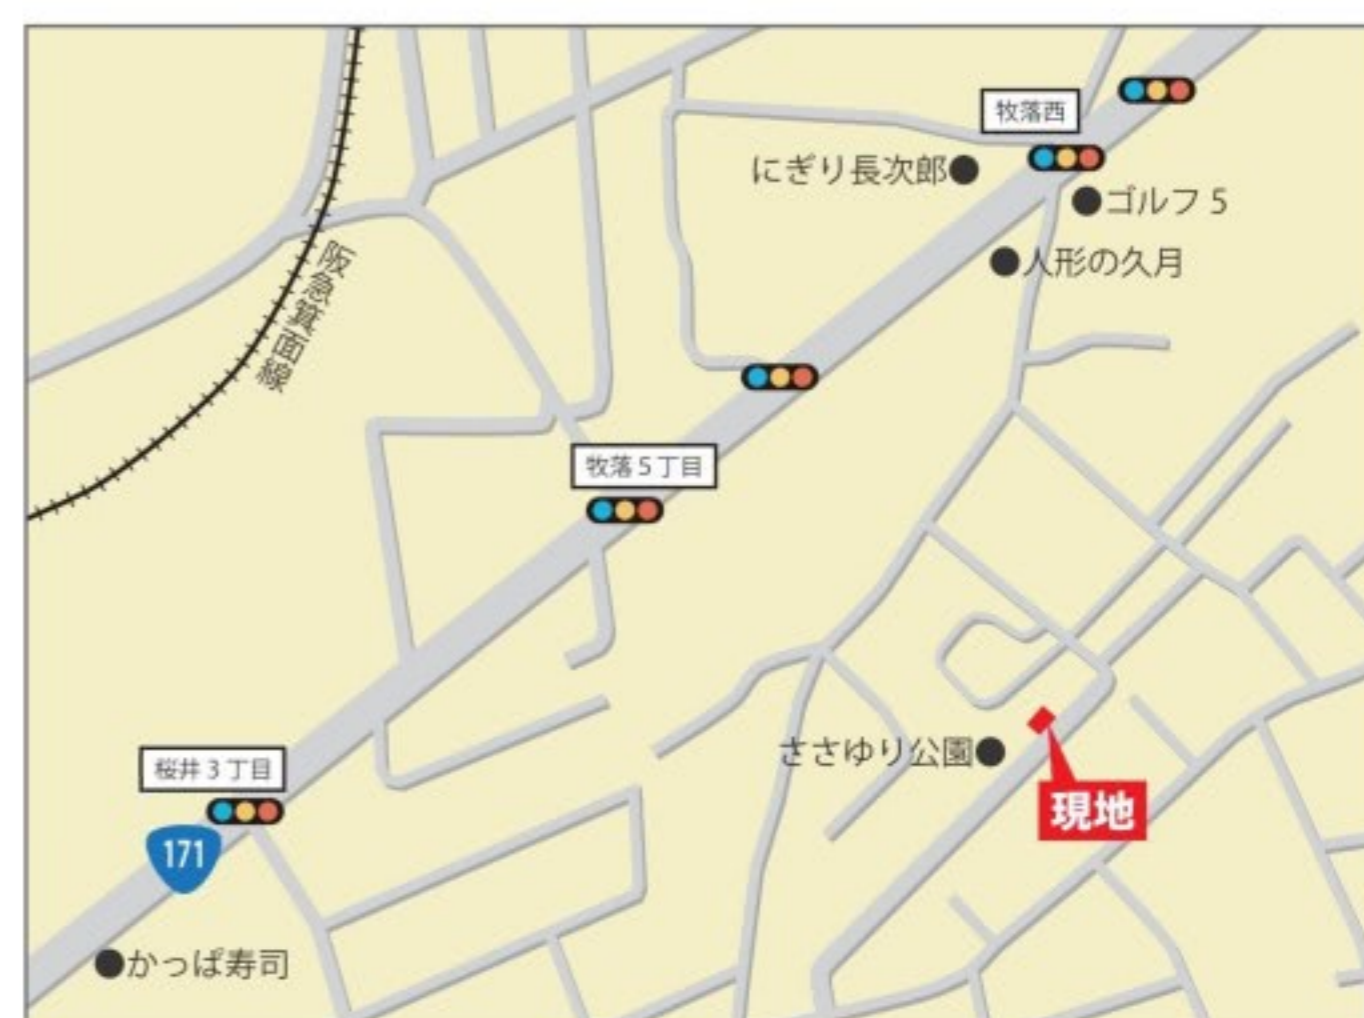 牧落西
にぎり長次郎
ゴルフ5
人形の久月
阪急箕面線
牧落5丁目
ささゆり公園
桜井3丁目
現地
171
かっぱ寿司